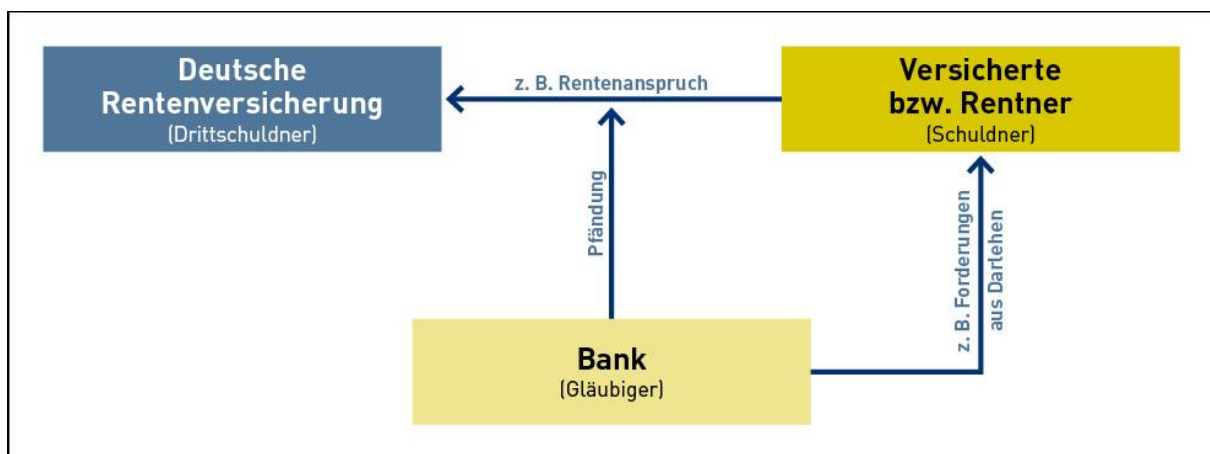 Deutsche
Rentenversicherung
(Drittschuldner)
z. B. Rentenanspruch
Versicherte
bzw. Rentner
(Schuldner)
Pfändung
z. B. Forderungen
aus Darlehen
Bank
(Gläubiger)